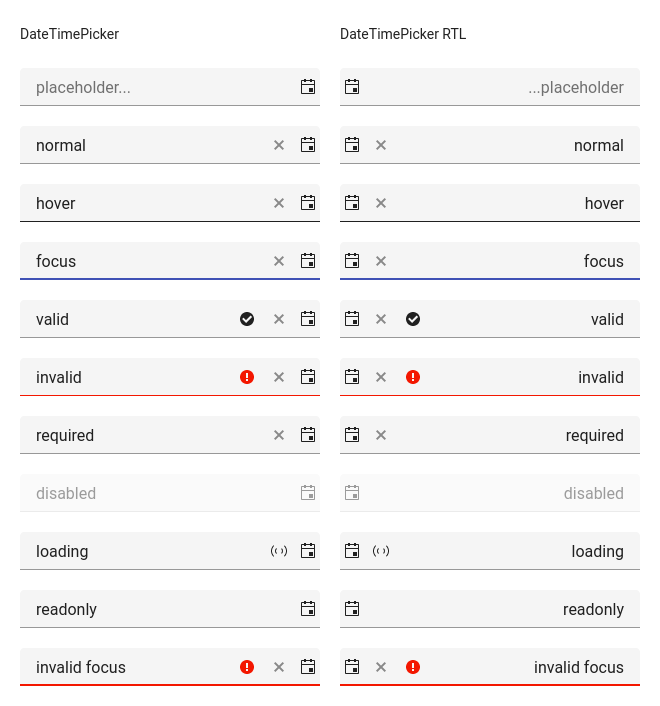 DateTimePicker
DateTimePicker RTL
placeholder...
...placeholder
normal
normal
hover
hover
focus
focus
valid
valid
invalid
invalid
required
required
disabled
disabled
loading
loading
readonly
readonly
invalid focus
invalid focus